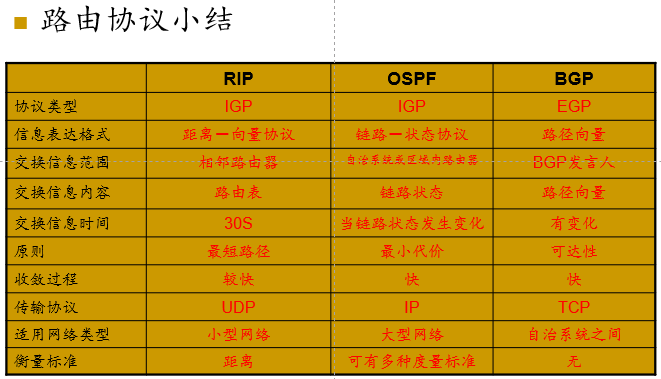 路由协议小结
RIP OSPF BGP
协议类型 IGP IGP EGP
信息表达格式 距离－向量协议 链路－状态协议 路径向量
交换信息范围 相邻路由器 自治系统或区域内路由器 BGP发言人
交换信息内容 路由表 链路状态 路径向量
交换信息时间 30S 当链路状态发生变化 有变化
原则 最短路径 最小代价 可达性
收敛过程 较快 快 快
传输协议 UDP IP TCP
适用网络类型 小型网络 大型网络 自治系统之间
衡量标准 距离 可有多种度量标准 无